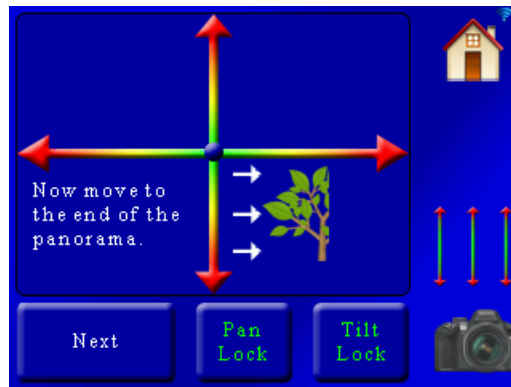 Now move to
the end of the
panorama.
Next
Pan
Lock
Tilt
Lock